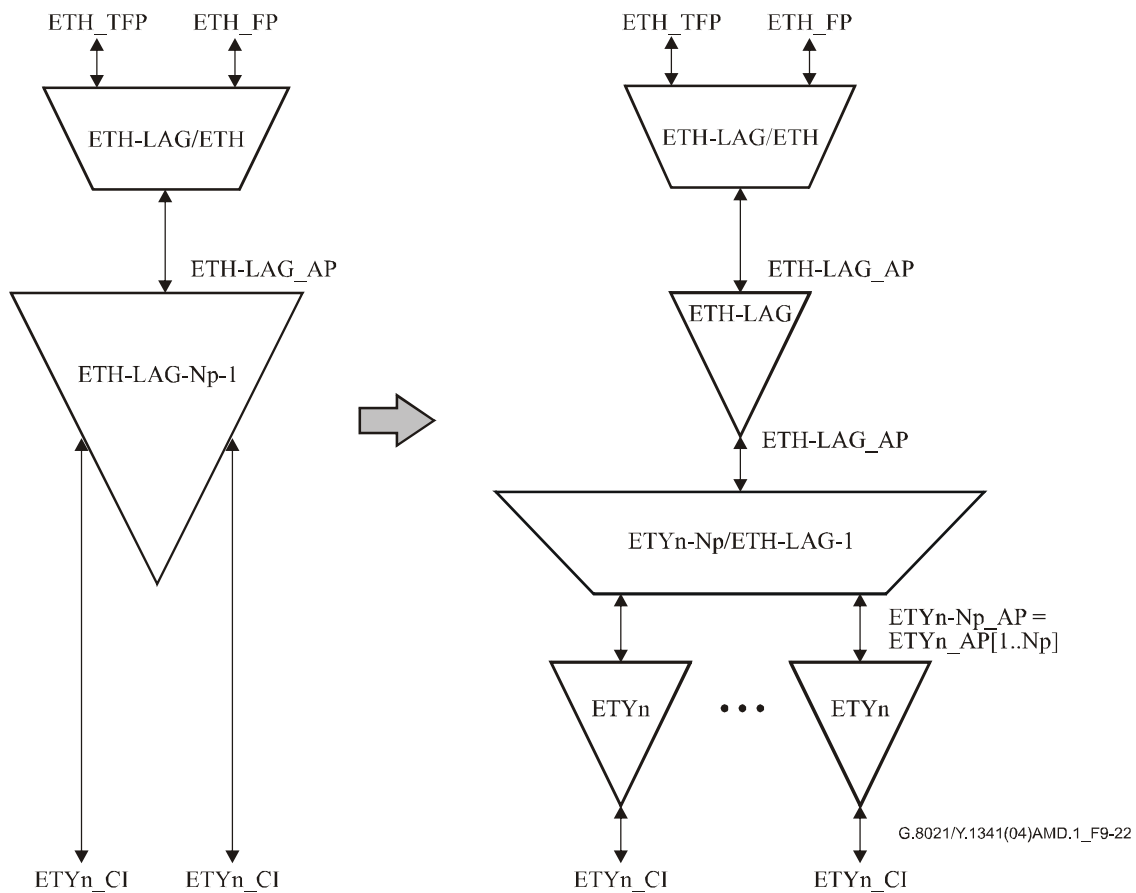 ETH_TFP
ETH_FP
ETH-LAG/ETH
ETH-LAG_AP
ETH-LAG-Np-1
ETYn_CI
ETYn_CI
ETH_TFP
ETH_FP
ETH-LAG/ETH
ETH-LAG_AP
ETH-LAG
ETH-LAG_AP
ETYn-Np/ETH-LAG-1
ETYn-Np_AP =
ETYn_AP[1..Np]
ETYn
• • •
ETYn
G.8021/Y.1341(04)AMD.1_F9-22
ETYn_CI
ETYn_CI